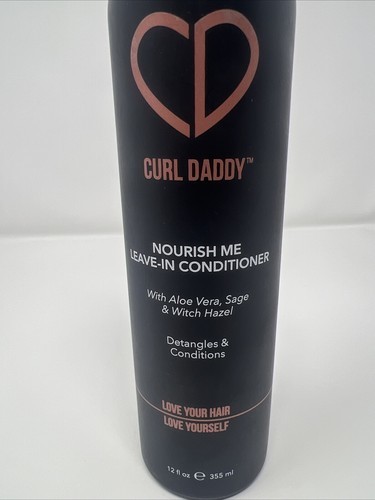 CURL DADDY™
NOURISH ME
LEAVE-IN CONDITIONER
With Aloe Vera, Sage
& Witch Hazel
Detangles &
Conditions
LOVE YOUR HAIR
LOVE YOURSELF
12 fl oz ℮ 355 ml